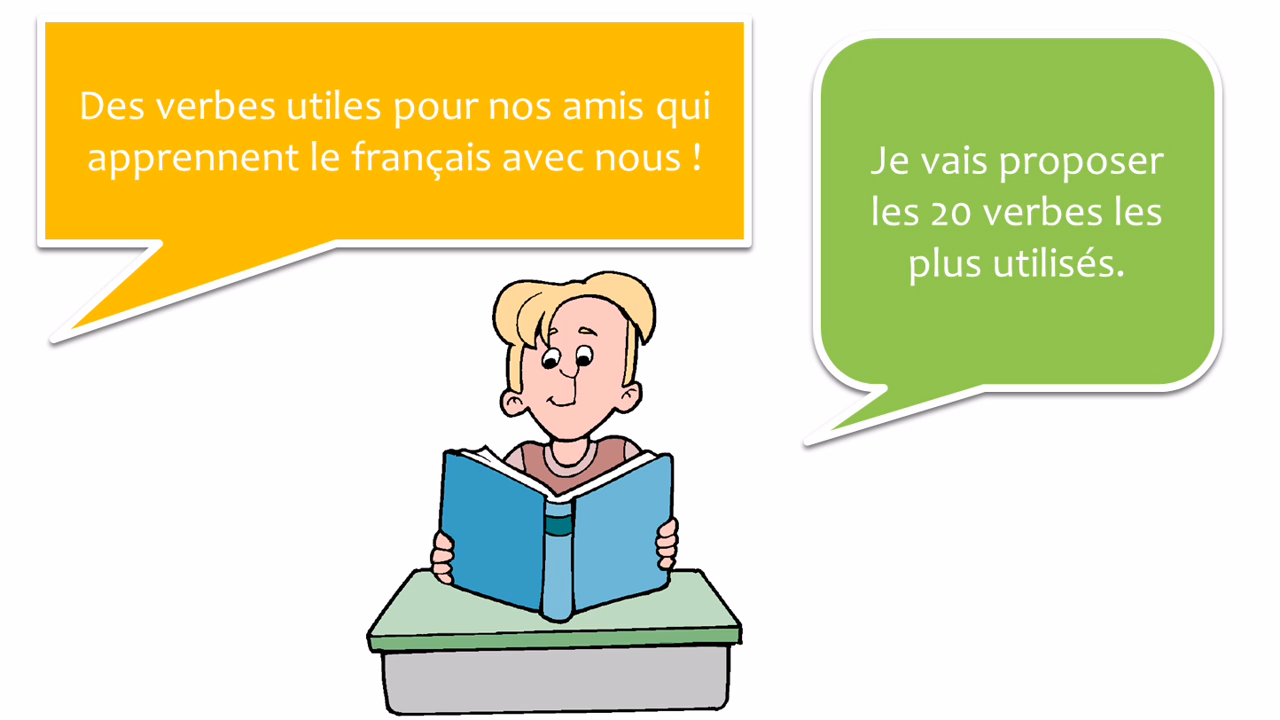 Des verbes utiles pour nos amis qui
apprennent le français avec nous !
Je vais proposer
les 20 verbes les
plus utilisés.